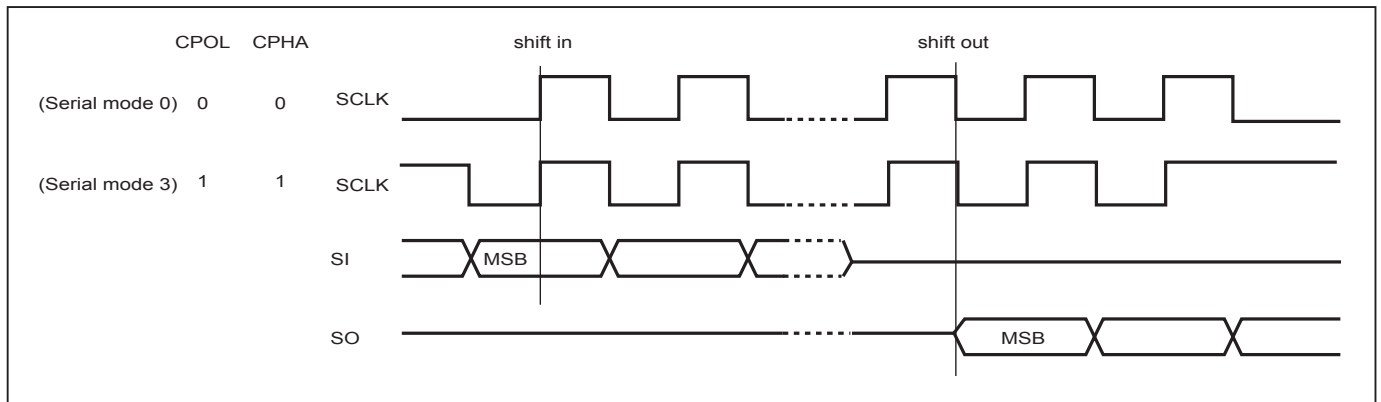 CPOL CPHA shift in shift out
(Serial mode 0) 0 0 SCLK
(Serial mode 3) 1 1 SCLK
SI MSB
SO MSB